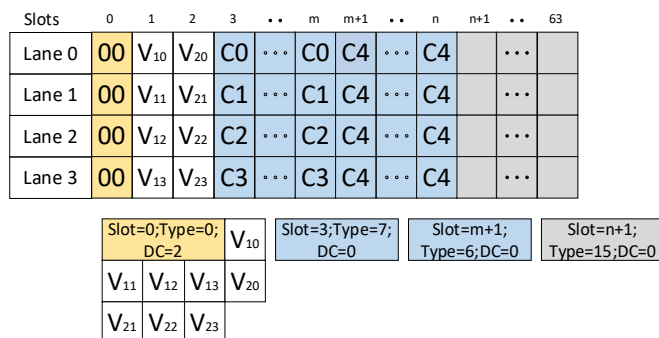 Slots 0 1 2 3 •• m m+1 •• n n+1 •• 63
Lane 0 00 V10 V20 C0 ••• C0 C4 ••• C4 •••
Lane 1 00 V11 V21 C1 ••• C1 C4 ••• C4 •••
Lane 2 00 V12 V22 C2 ••• C2 C4 ••• C4 •••
Lane 3 00 V13 V23 C3 ••• C3 C4 ••• C4 •••
Slot=0;Type=0;
DC=2
V10
Slot=3;Type=7;
DC=0
Slot=m+1;
Type=6;DC=0
Slot=n+1;
Type=15;DC=0
V11 V12 V13 V20
V21 V22 V23